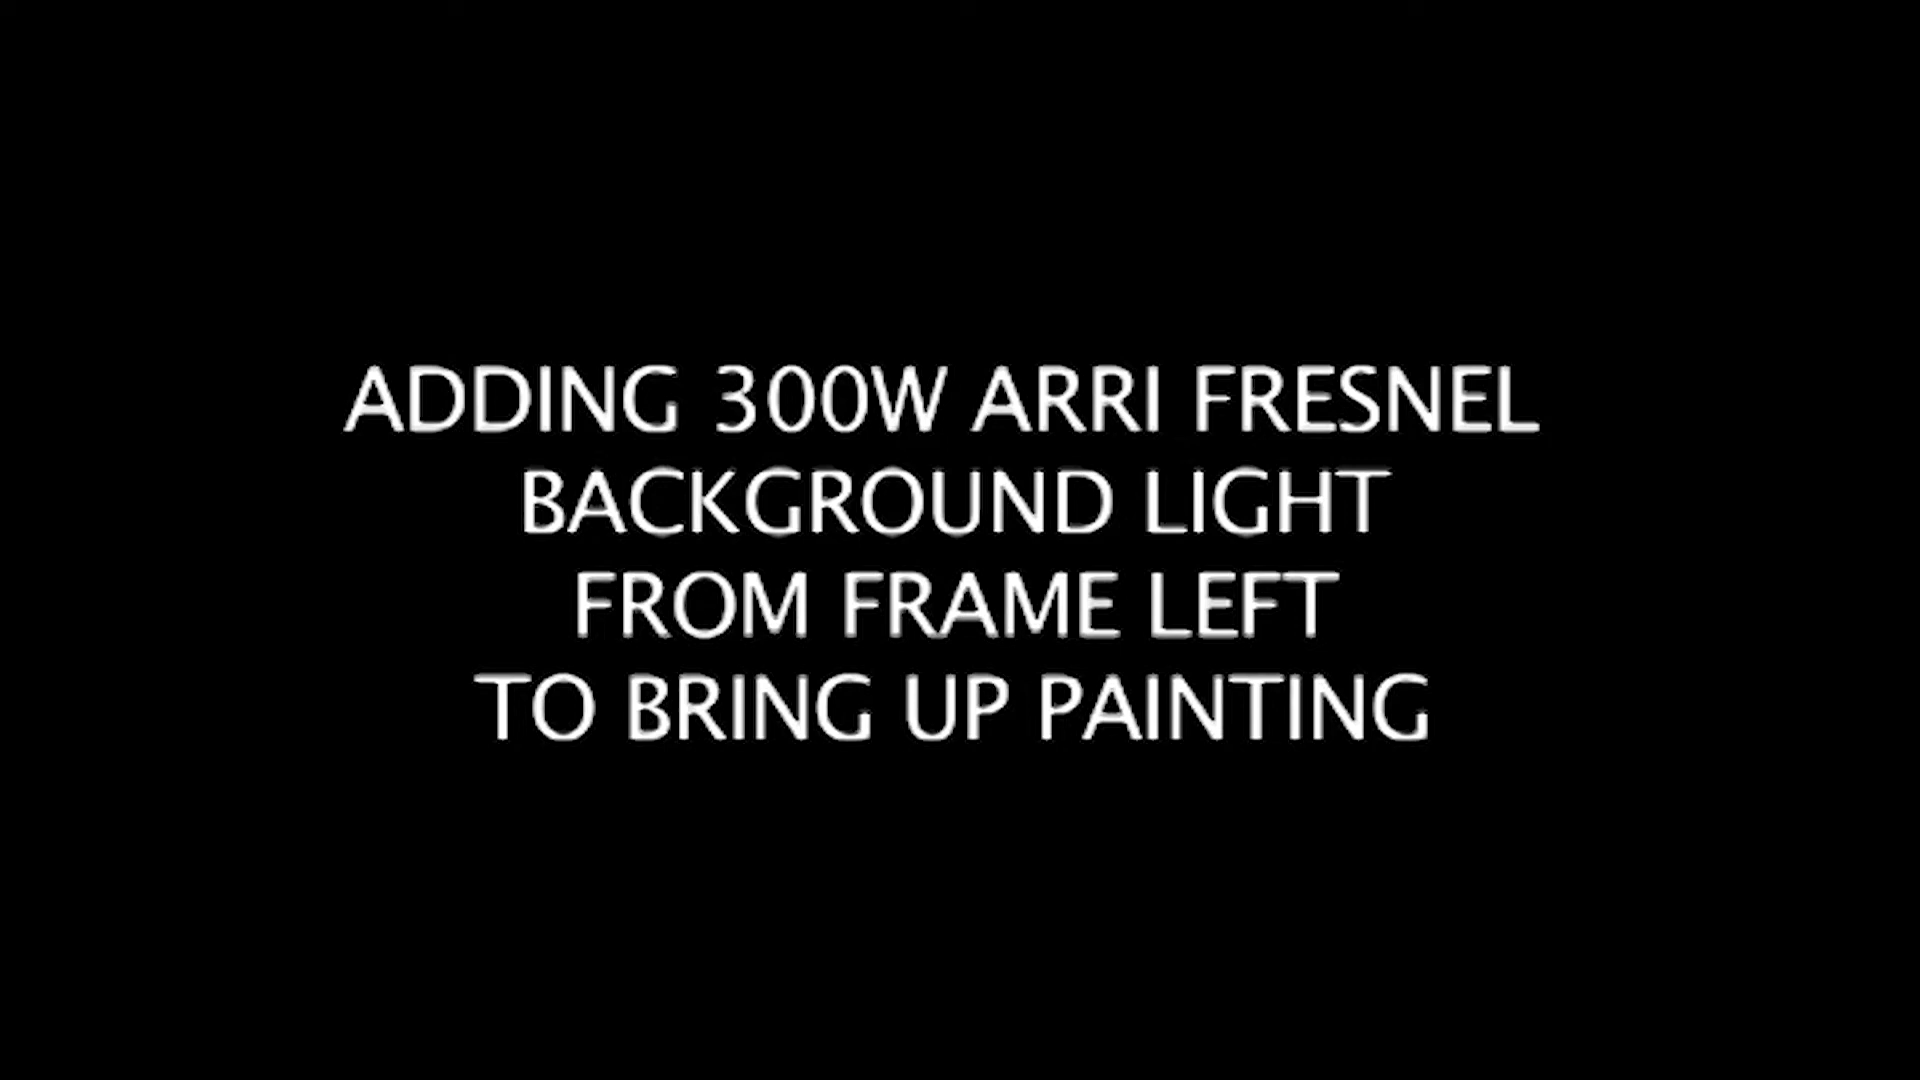 ADDING 300W ARRI FRESNEL
BACKGROUND LIGHT
FROM FRAME LEFT
TO BRING UP PAINTING